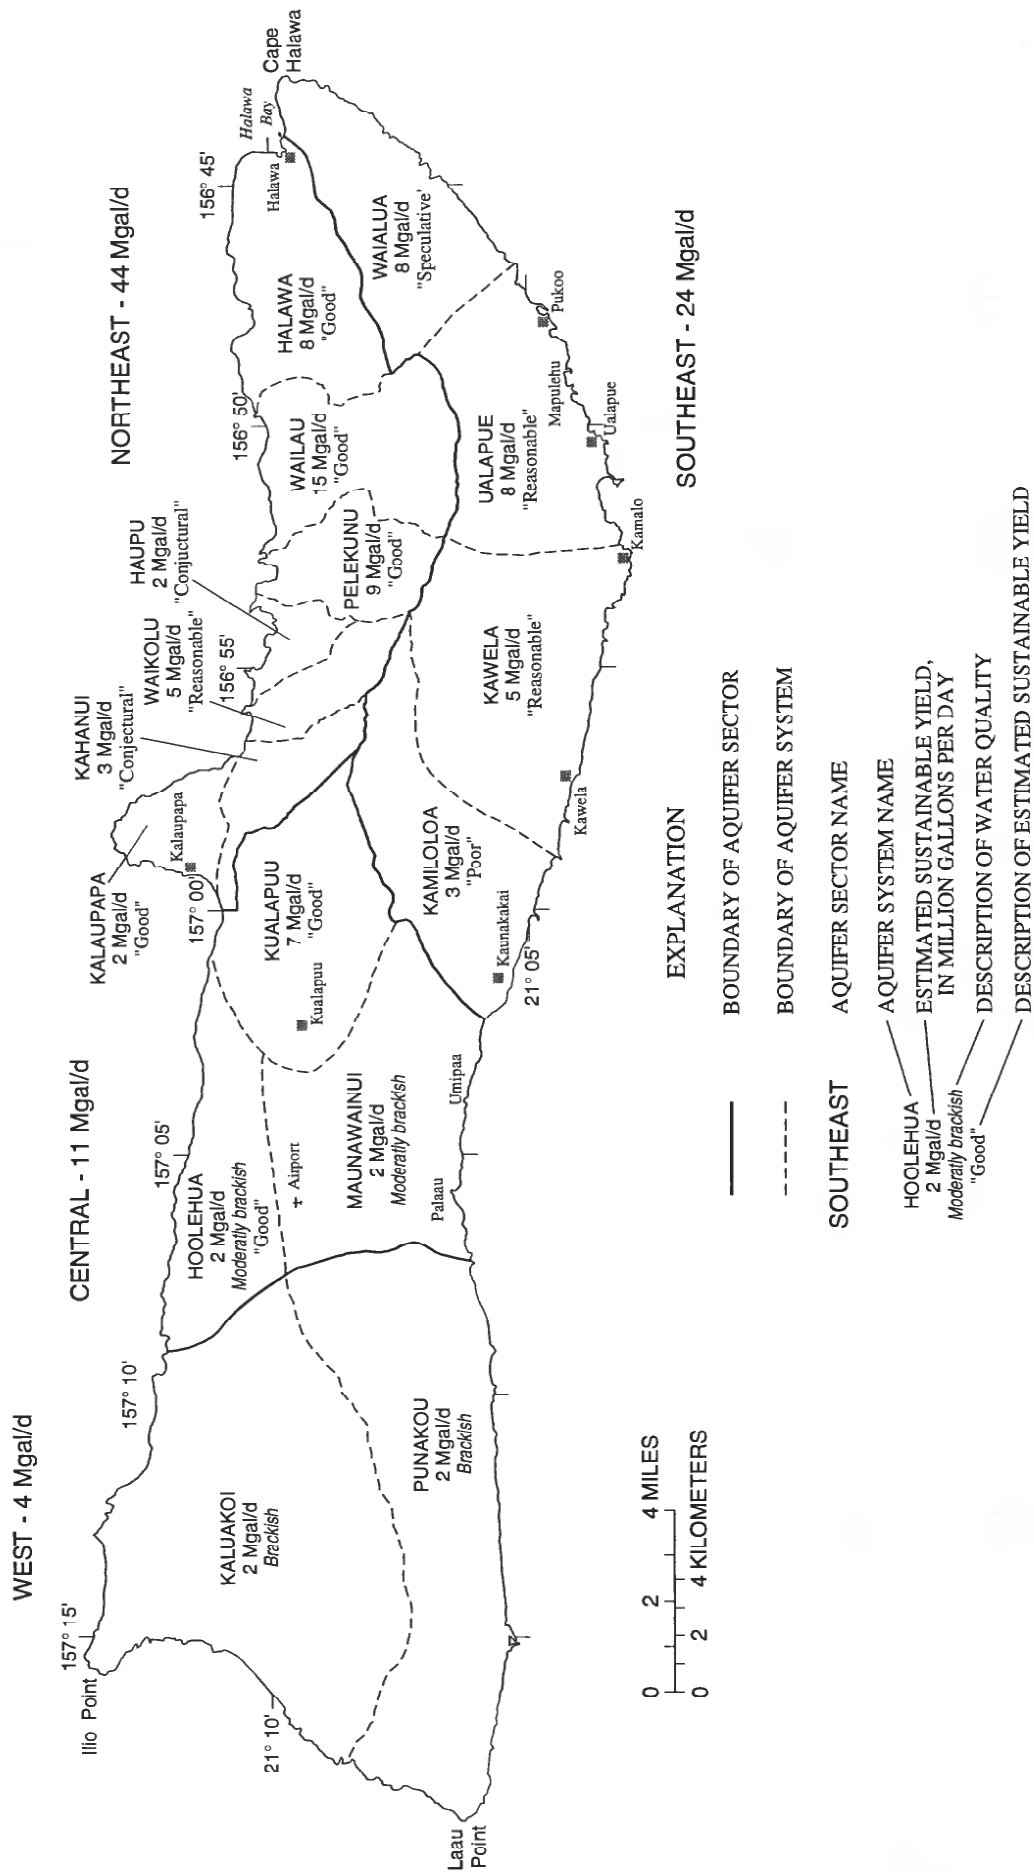 WEST - 4 Mgal/d
CENTRAL - 11 Mgal/d
NORTHEAST - 44 Mgal/d
SOUTHEAST - 24 Mgal/d
157° 15'
157° 10'
157° 05'
157° 00'
156° 55'
156° 50'
156° 45'
21° 10'
21° 05'
Ilio Point
Laau
Point
KALUAKOI
2 Mgal/d
Brackish
PUNAKOU
2 Mgal/d
Brackish
HOOLEHUA
2 Mgal/d
Moderatly brackish
"Good"
Airport
MAUNAWAINUI
2 Mgal/d
Moderately brackish
Palaau
Umipaa
KUALAPUU
7 Mgal/d
"Good"
Kualapuu
KALAUPAPA
2 Mgal/d
"Good"
Kalaupapa
KAHANUI
3 Mgal/d
"Conjectural"
WAIKOLU
5 Mgal/d
"Reasonable"
HAUPU
2 Mgal/d
"Conjuctural"
PELEKUNU
9 Mgal/d
"Good"
WAILAU
15 Mgal/d
"Good"
HALAWA
8 Mgal/d
"Good"
Halawa
Halawa
Bay
Cape
Halawa
WAIALUA
8 Mgal/d
"Speculative'
UALAPUE
8 Mgal/d
"Reasonable"
KAWELA
5 Mgal/d
"Reasonable"
KAMILOLOA
3 Mgal/d
"Poor"
Kaunakakai
Kawela
Kamalo
Ualapue
Mapulehu
Pukoo
0 2 4 MILES
0 2 4 KILOMETERS
EXPLANATION
BOUNDARY OF AQUIFER SECTOR
BOUNDARY OF AQUIFER SYSTEM
SOUTHEAST AQUIFER SECTOR NAME
HOOLEHUA
2 Mgal/d
Moderatly brackish
"Good"
AQUIFER SYSTEM NAME
ESTIMATED SUSTAINABLE YIELD,
IN MILLION GALLONS PER DAY
DESCRIPTION OF WATER QUALITY
DESCRIPTION OF ESTIMATED SUSTAINABLE YIELD